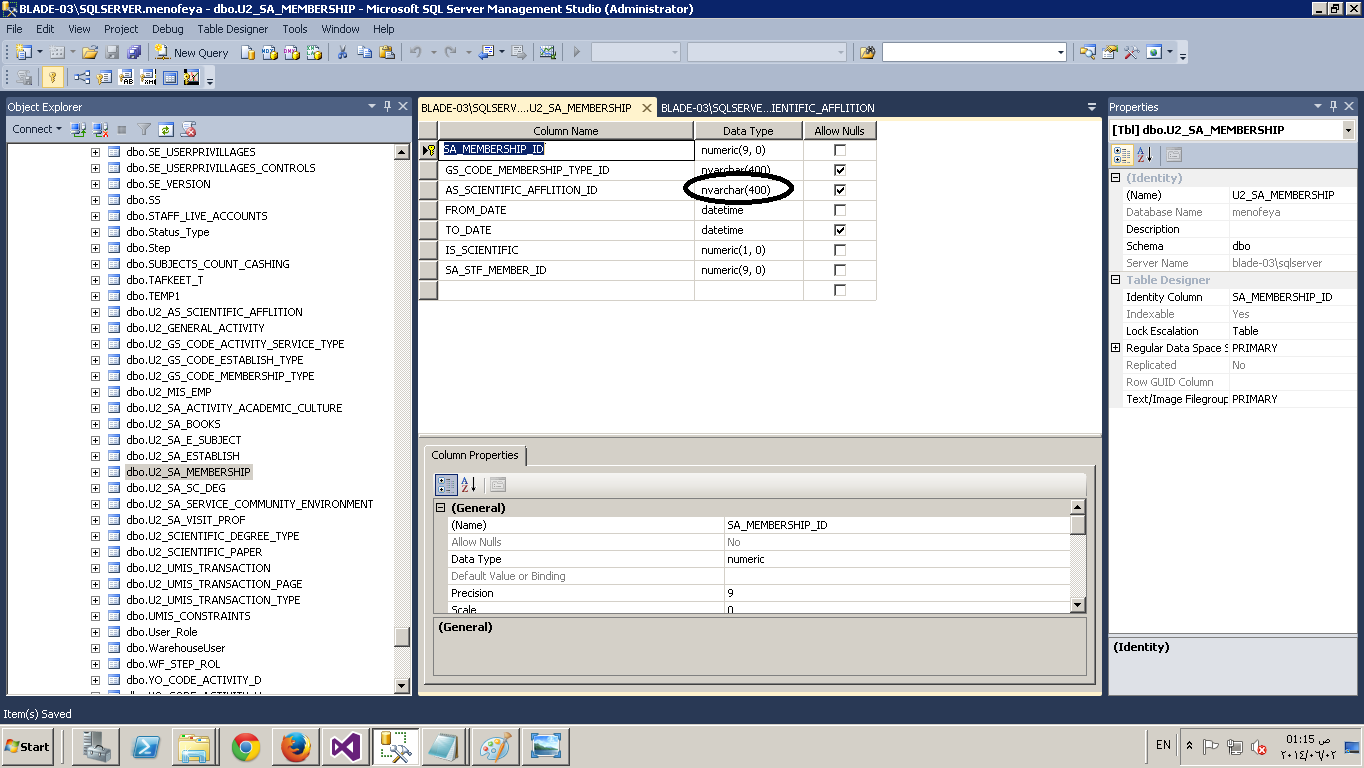 BLADE-03\SQLSERVER.menofeya - dbo.U2_SA_MEMBERSHIP - Microsoft SQL Server Management Studio (Administrator)
File Edit View Project Debug Table Designer Tools Window Help
New Query
Object Explorer
Connect
dbo.SE_USERPRIVILLAGES
dbo.SE_USERPRIVILLAGES_CONTROLS
dbo.SE_VERSION
dbo.SS
dbo.STAFF_LIVE_ACCOUNTS
dbo.Status_Type
dbo.Step
dbo.SUBJECTS_COUNT_CASHING
dbo.TAFKEET_T
dbo.TEMP1
dbo.U2_AS_SCIENTIFIC_AFFLITION
dbo.U2_GENERAL_ACTIVITY
dbo.U2_GS_CODE_ACTIVITY_SERVICE_TYPE
dbo.U2_GS_CODE_ESTABLISH_TYPE
dbo.U2_GS_CODE_MEMBERSHIP_TYPE
dbo.U2_MIS_EMP
dbo.U2_SA_ACTIVITY_ACADEMIC_CULTURE
dbo.U2_SA_BOOKS
dbo.U2_SA_E_SUBJECT
dbo.U2_SA_ESTABLISH
dbo.U2_SA_MEMBERSHIP
dbo.U2_SA_SC_DEG
dbo.U2_SA_SERVICE_COMMUNITY_ENVIRONMENT
dbo.U2_SA_VISIT_PROF
dbo.U2_SCIENTIFIC_DEGREE_TYPE
dbo.U2_SCIENTIFIC_PAPER
dbo.U2_UMIS_TRANSACTION
dbo.U2_UMIS_TRANSACTION_PAGE
dbo.U2_UMIS_TRANSACTION_TYPE
dbo.UMIS_CONSTRAINTS
dbo.User_Role
dbo.WarehouseUser
dbo.WF_STEP_ROL
dbo.YO_CODE_ACTIVITY_D
BLADE-03\SQLSERV....U2_SA_MEMBERSHIP BLADE-03\SQLSERVE...IENTIFIC_AFFLITION
Column Name Data Type Allow Nulls
SA_MEMBERSHIP_ID numeric(9, 0)
GS_CODE_MEMBERSHIP_TYPE_ID nvarchar(400)
AS_SCIENTIFIC_AFFLITION_ID nvarchar(400)
FROM_DATE datetime
TO_DATE datetime
IS_SCIENTIFIC numeric(1, 0)
SA_STF_MEMBER_ID numeric(9, 0)
Column Properties
(General)
(Name) SA_MEMBERSHIP_ID
Allow Nulls No
Data Type numeric
Default Value or Binding
Precision 9
Scale 0
(General)
Properties
[Tbl] dbo.U2_SA_MEMBERSHIP
(Identity)
(Name) U2_SA_MEMBERSHIP
Database Name menofeya
Description
Schema dbo
Server Name blade-03\sqlserver
Table Designer
Identity Column SA_MEMBERSHIP_ID
Indexable Yes
Lock Escalation Table
Regular Data Space S PRIMARY
Replicated No
Row GUID Column
Text/Image Filegroup PRIMARY
(Identity)
Item(s) Saved
Start
EN
01:15 ص
٢٠١٤/٠٦/٠٢